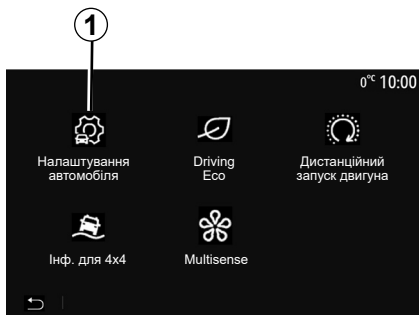 1
0°C 10:00
Налаштування
автомобіля
Driving
Eco
Дистанційний
запуск двигуна
Інф. для 4x4
Multisense